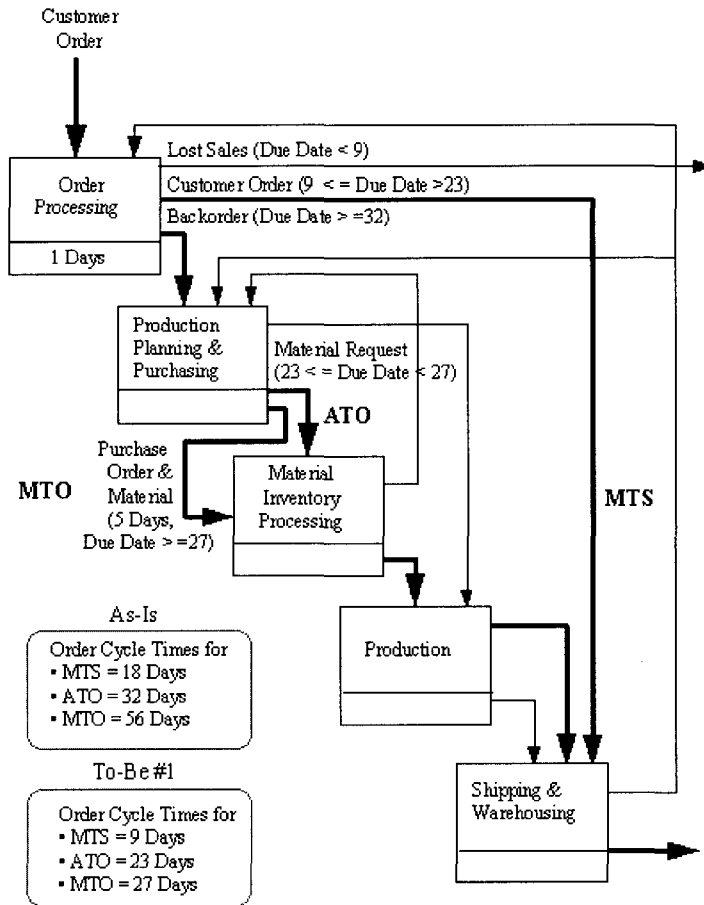 Customer
Order
Lost Sales (Due Date < 9)
Order
Processing
Customer Order (9 < = Due Date >23)
Backorder (Due Date > =32)
1 Days
Production
Planning &
Purchasing
Material Request
(23 < = Due Date < 27)
ATO
Purchase
Order &
Material
(5 Days,
Due Date > =27)
MTO
Material
Inventory
Processing
MTS
Production
As-Is
Order Cycle Times for
▪ MTS = 18 Days
▪ ATO = 32 Days
▪ MTO = 56 Days
To-Be #1
Order Cycle Times for
▪ MTS = 9 Days
▪ ATO = 23 Days
▪ MTO = 27 Days
Shipping &
Warehousing